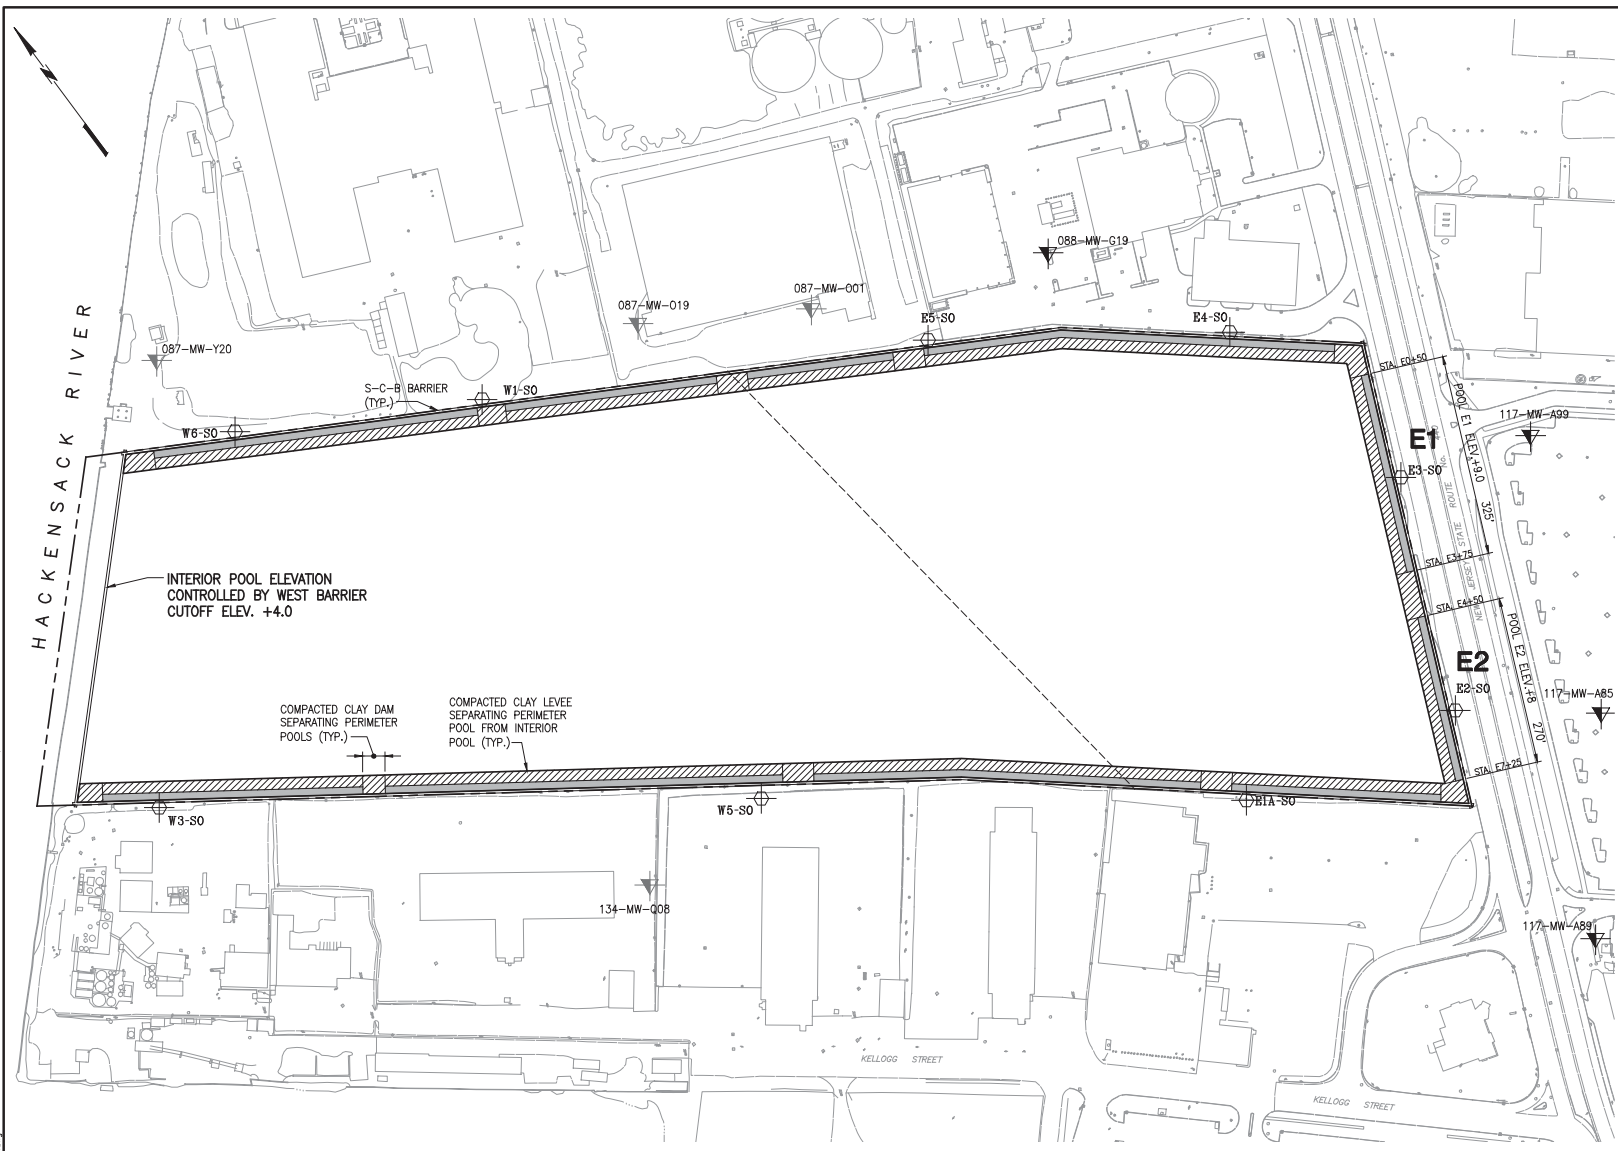 088-MW-G19
087-MW-O01
087-MW-O19
E5-SO
E4-SO
087-MW-Y20
HACKENSACK RIVER
S-C-B BARRIER
(TYP.)
W1-SO
W6-SO
STA. E0+50
POOL E1 ELEV.+9.0 325'
117-MW-A99
E1
E3-SO
NEW JERSEY STATE ROUTE No.
STA. E3+75
INTERIOR POOL ELEVATION
CONTROLLED BY WEST BARRIER
CUTOFF ELEV. +4.0
STA. E4+50
POOL E2 ELEV.+8 270'
E2
E2-SO
117-MW-A85
COMPACTED CLAY DAM
SEPARATING PERIMETER
POOLS (TYP.)
COMPACTED CLAY LEVEE
SEPARATING PERIMETER
POOL FROM INTERIOR
POOL (TYP.)
STA. E7+25
W3-SO
W5-SO
E1A-SO
134-MW-Q08
117-MW-A89
KELLOGG STREET
KELLOGG STREET